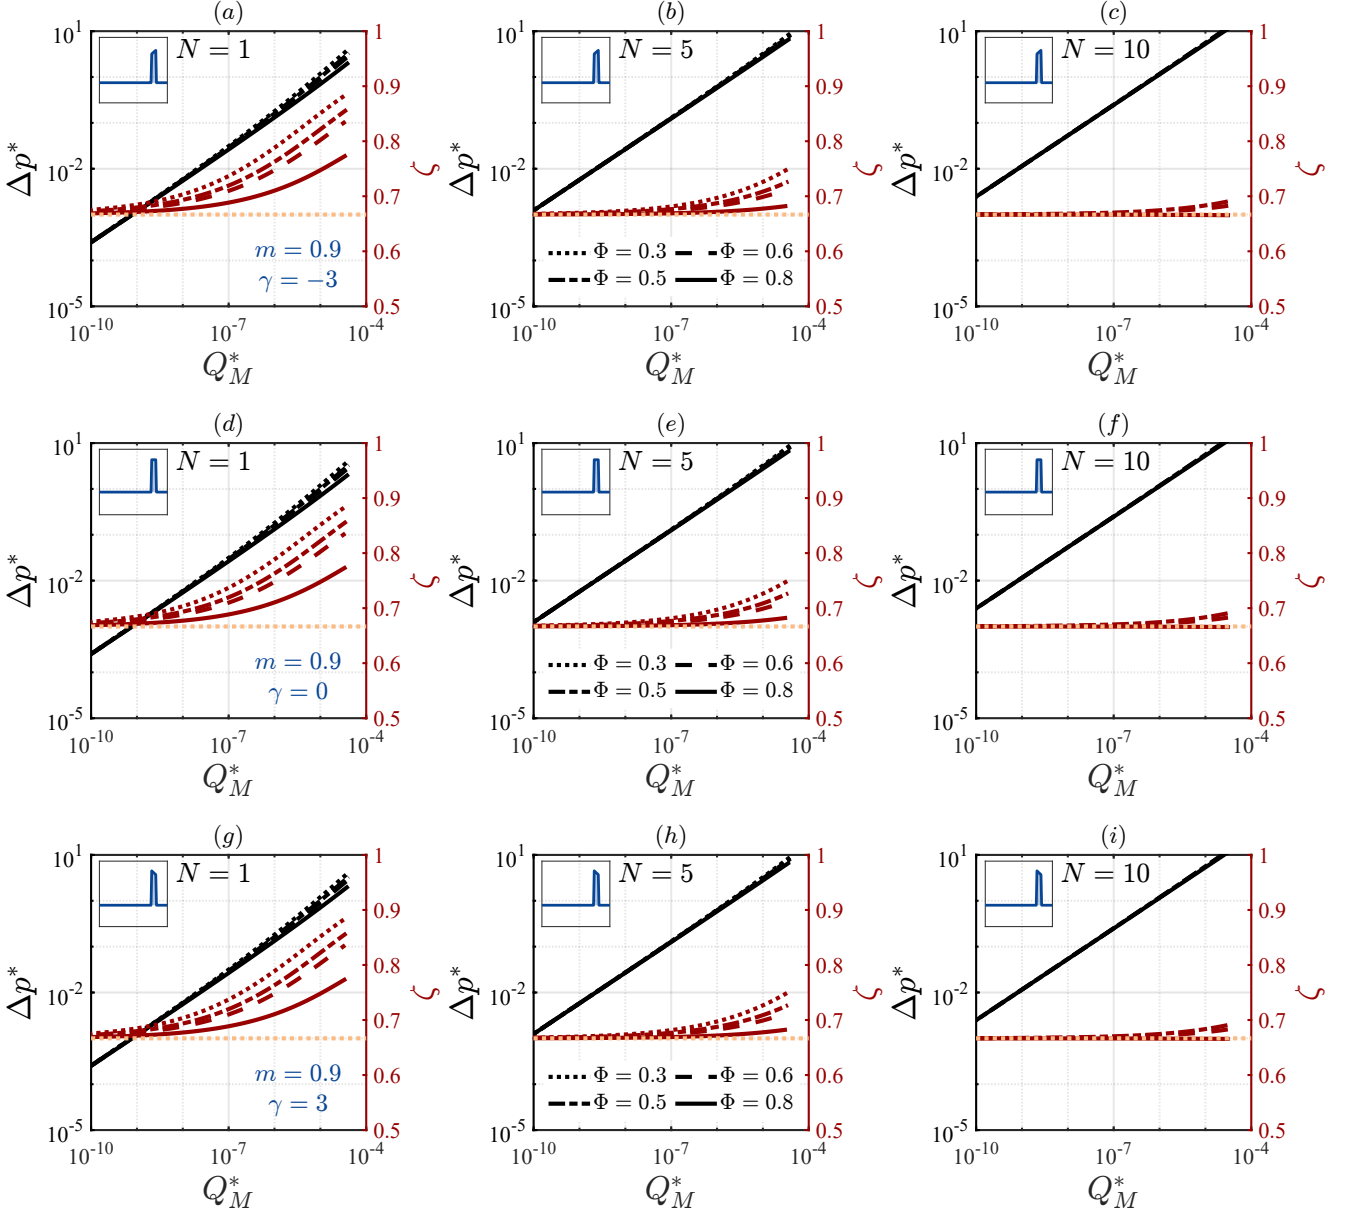 (a) (b) (c)
10^1 N = 1 1 10^1 N = 5 1 10^1 N = 10 1
0.9 0.9 0.9
Δp* 10^-2 0.8 ζ Δp* 10^-2 0.8 ζ Δp* 10^-2 0.8 ζ
0.7 0.7 0.7
m = 0.9 0.6 Φ = 0.3 Φ = 0.6 0.6 0.6
γ = −3 Φ = 0.5 Φ = 0.8
10^-5 0.5 10^-5 0.5 10^-5 0.5
10^-10 10^-7 10^-4 10^-10 10^-7 10^-4 10^-10 10^-7 10^-4
Q*_M Q*_M Q*_M
(d) (e) (f)
10^1 N = 1 1 10^1 N = 5 1 10^1 N = 10 1
0.9 0.9 0.9
Δp* 10^-2 0.8 ζ Δp* 10^-2 0.8 ζ Δp* 10^-2 0.8 ζ
0.7 0.7 0.7
m = 0.9 0.6 Φ = 0.3 Φ = 0.6 0.6 0.6
γ = 0 Φ = 0.5 Φ = 0.8
10^-5 0.5 10^-5 0.5 10^-5 0.5
10^-10 10^-7 10^-4 10^-10 10^-7 10^-4 10^-10 10^-7 10^-4
Q*_M Q*_M Q*_M
(g) (h) (i)
10^1 N = 1 1 10^1 N = 5 1 10^1 N = 10 1
0.9 0.9 0.9
Δp* 10^-2 0.8 ζ Δp* 10^-2 0.8 ζ Δp* 10^-2 0.8 ζ
0.7 0.7 0.7
m = 0.9 0.6 Φ = 0.3 Φ = 0.6 0.6 0.6
γ = 3 Φ = 0.5 Φ = 0.8
10^-5 0.5 10^-5 0.5 10^-5 0.5
10^-10 10^-7 10^-4 10^-10 10^-7 10^-4 10^-10 10^-7 10^-4
Q*_M Q*_M Q*_M